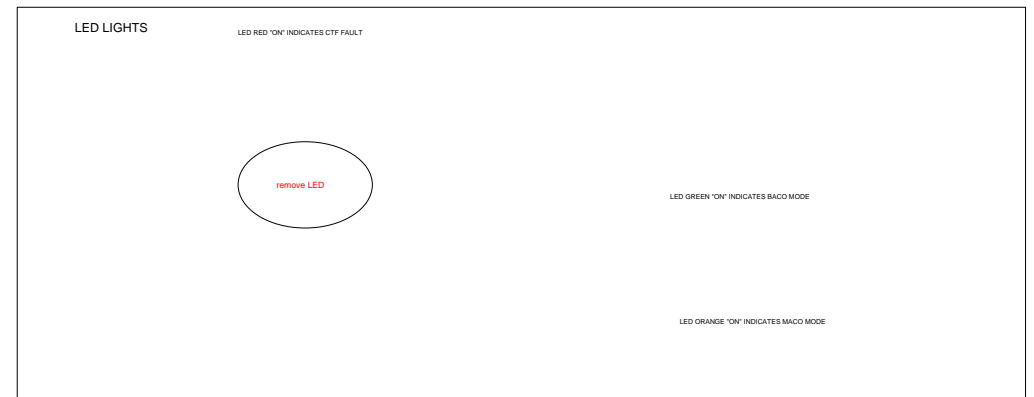 LED LIGHTS
LED RED "ON" INDICATES CTF FAULT
remove LED
LED GREEN "ON" INDICATES BACO MODE
LED ORANGE "ON" INDICATES MACO MODE